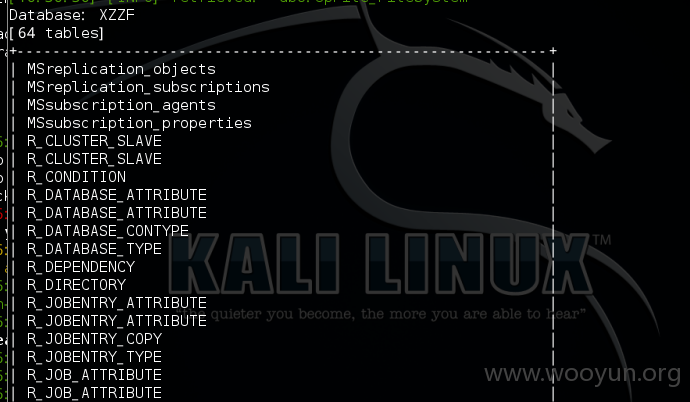 Database: XZZF
[64 tables]
+-----------------------------------------------------------+
| MSreplication_objects |
| MSreplication_subscriptions |
| MSsubscription_agents |
| MSsubscription_properties |
| R_CLUSTER_SLAVE |
| R_CLUSTER_SLAVE |
| R_CONDITION |
| R_DATABASE_ATTRIBUTE |
| R_DATABASE_ATTRIBUTE |
| R_DATABASE_CONTYPE |
| R_DATABASE_TYPE |
| R_DEPENDENCY |
| R_DIRECTORY |
| R_JOBENTRY_ATTRIBUTE |
| R_JOBENTRY_ATTRIBUTE |
| R_JOBENTRY_COPY |
| R_JOBENTRY_TYPE |
| R_JOB_ATTRIBUTE |
| R_JOB_ATTRIBUTE |
KALI LINUX™
"the quieter you become, the more you are able to hear"
www.wooyun.org